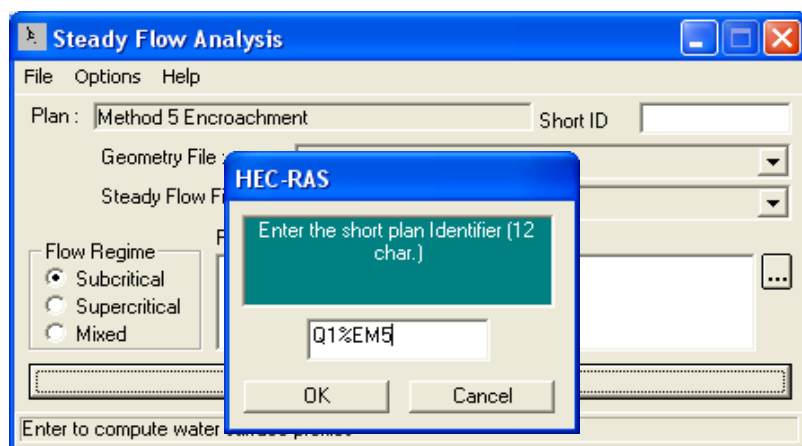 Steady Flow Analysis
File Options Help
Plan : Method 5 Encroachment Short ID
Geometry File :
Steady Flow Fi
HEC-RAS
Enter the short plan Identifier (12
char.)
Q1%EM5
OK Cancel
Flow Regime
Subcritical
Supercritical
Mixed
...
Enter to compute water